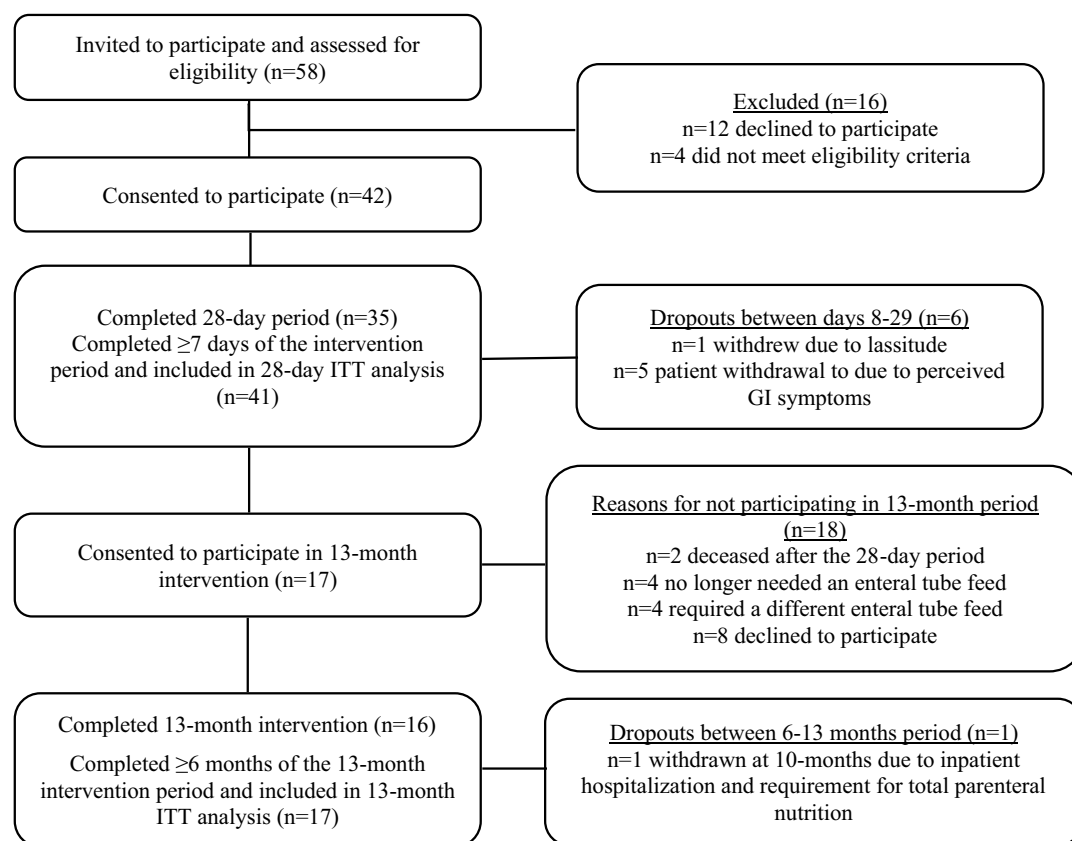 Invited to participate and assessed for
eligibility (n=58)
Excluded (n=16)
n=12 declined to participate
n=4 did not meet eligibility criteria
Consented to participate (n=42)
Completed 28-day period (n=35)
Completed ≥7 days of the intervention
period and included in 28-day ITT analysis
(n=41)
Dropouts between days 8-29 (n=6)
n=1 withdrew due to lassitude
n=5 patient withdrawal to due to perceived
GI symptoms
Consented to participate in 13-month
intervention (n=17)
Reasons for not participating in 13-month period
(n=18)
n=2 deceased after the 28-day period
n=4 no longer needed an enteral tube feed
n=4 required a different enteral tube feed
n=8 declined to participate
Completed 13-month intervention (n=16)
Completed ≥6 months of the 13-month
intervention period and included in 13-month
ITT analysis (n=17)
Dropouts between 6-13 months period (n=1)
n=1 withdrawn at 10-months due to inpatient
hospitalization and requirement for total parenteral
nutrition